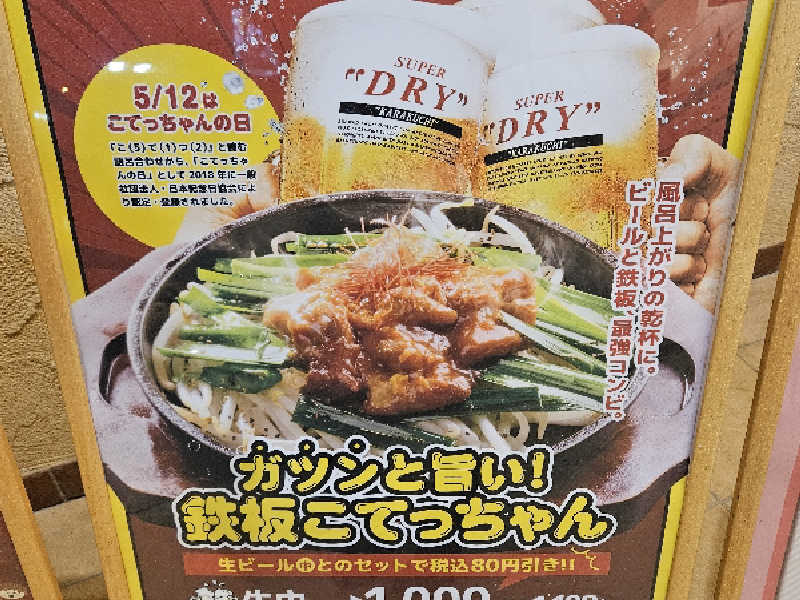 5/12は
こてっちゃんの日
「こ(5)て(1)つ(2)」と読む
語呂合わせから、「こてっちゃ
んの日」として2018年に一般
社団法人・日本記念日協会によ
り認定・登録されました。
SUPER
"DRY"
"KARAKUCHI"
SUPER
"DRY"
"KARAKUCHI"
風呂上がりの乾杯に。
ビールと鉄板、最強コンビ。
ガツンと旨い!
鉄板こてっちゃん
生ビール中とのセットで税込80円引き!!